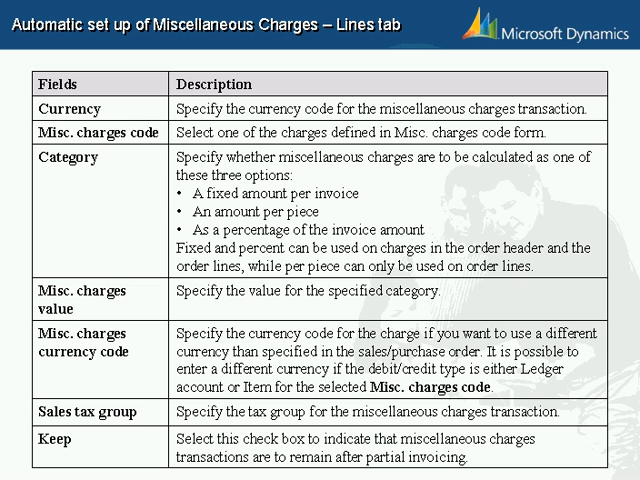 Automatic set up of Miscellaneous Charges – Lines tab
Microsoft Dynamics
Fields Description
Currency Specify the currency code for the miscellaneous charges transaction.
Misc. charges code Select one of the charges defined in Misc. charges code form.
Category Specify whether miscellaneous charges are to be calculated as one of
these three options:
• A fixed amount per invoice
• An amount per piece
• As a percentage of the invoice amount
Fixed and percent can be used on charges in the order header and the
order lines, while per piece can only be used on order lines.
Misc. charges
value
Specify the value for the specified category.
Misc. charges
currency code
Specify the currency code for the charge if you want to use a different
currency than specified in the sales/purchase order. It is possible to
enter a different currency if the debit/credit type is either Ledger
account or Item for the selected Misc. charges code.
Sales tax group Specify the tax group for the miscellaneous charges transaction.
Keep Select this check box to indicate that miscellaneous charges
transactions are to remain after partial invoicing.